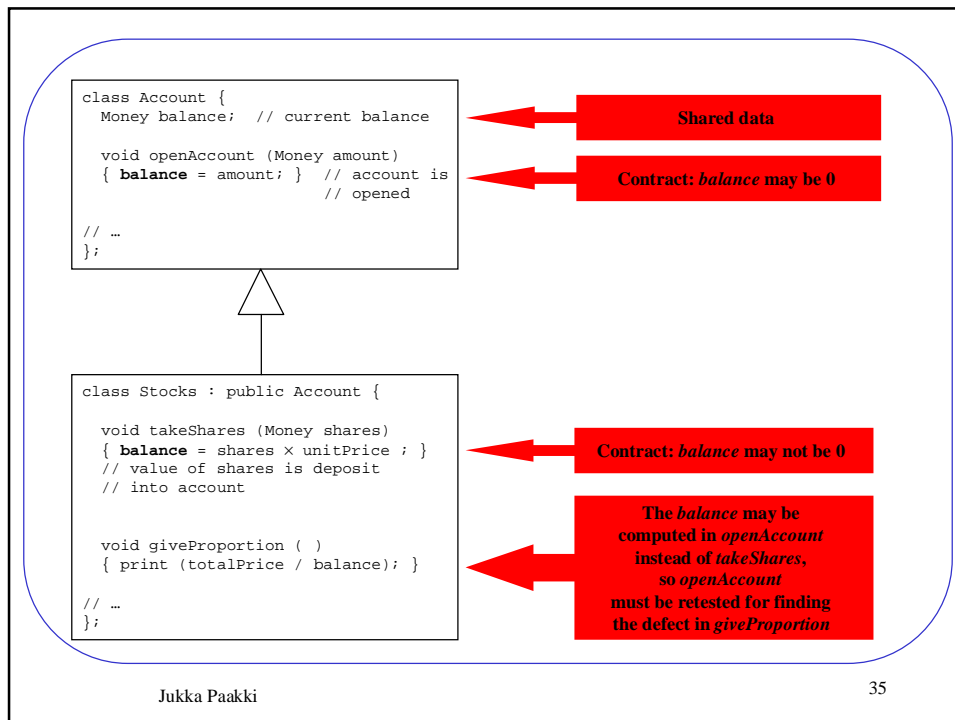 class Account {
Money balance;  // current balance
void openAccount (Money amount)
{ balance = amount; }  // account is
// opened
// …
};
Shared data
Contract: balance may be 0
class Stocks : public Account {
void takeShares (Money shares)
{ balance = shares × unitPrice ; }
// value of shares is deposit
// into account
void giveProportion ( )
{ print (totalPrice / balance); }
// …
};
Contract: balance may not be 0
The balance may be
computed in openAccount
instead of takeShares,
so openAccount
must be retested for finding
the defect in giveProportion
Jukka Paakki
35